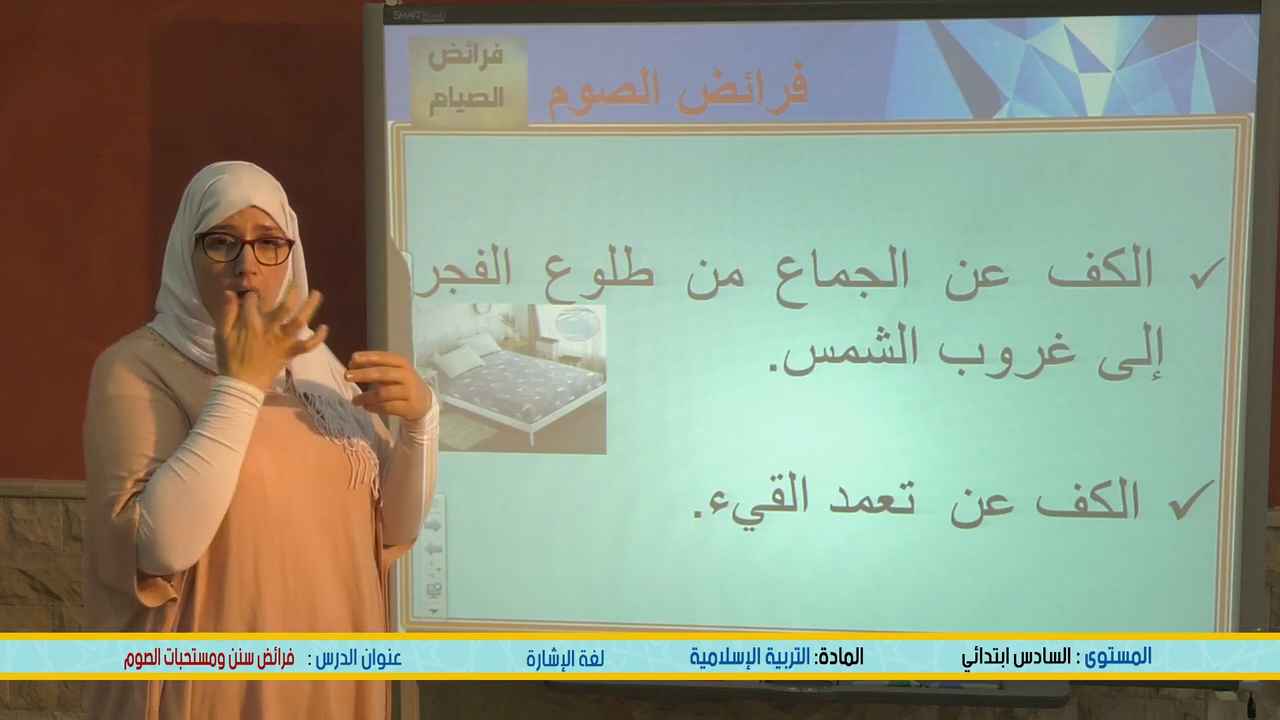 SMART
فرائض
الصيام
فرائض الصوم
✓ الكف عن الجماع من طلوع الفجر
إلى غروب الشمس.
✓ الكف عن تعمد القيء.
المستوى : السادس ابتدائي المادة: التربية الإسلامية لغة الإشارة عنوان الدرس : فرائض سنن ومستحبات الصوم